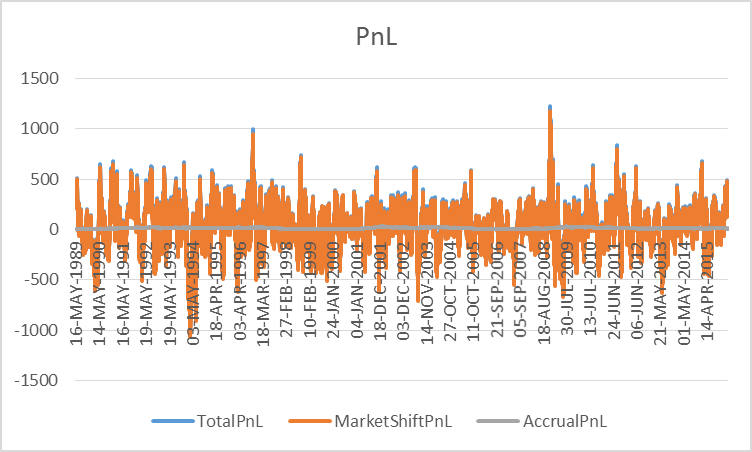 PnL
1500
1000
500
0
-500
-1000
-1500
16-MAY-1989
14-MAY-1990
16-MAY-1991
19-MAY-1992
19-MAY-1993
03-MAY-1994
18-APR-1995
03-APR-1996
18-MAR-1997
27-FEB-1998
10-FEB-1999
24-JAN-2000
04-JAN-2001
18-DEC-2001
03-DEC-2002
14-NOV-2003
27-OCT-2004
11-OCT-2005
21-SEP-2006
05-SEP-2007
18-AUG-2008
30-JUL-2009
13-JUL-2010
24-JUN-2011
06-JUN-2012
21-MAY-2013
01-MAY-2014
14-APR-2015
TotalPnL MarketShiftPnL AccrualPnL